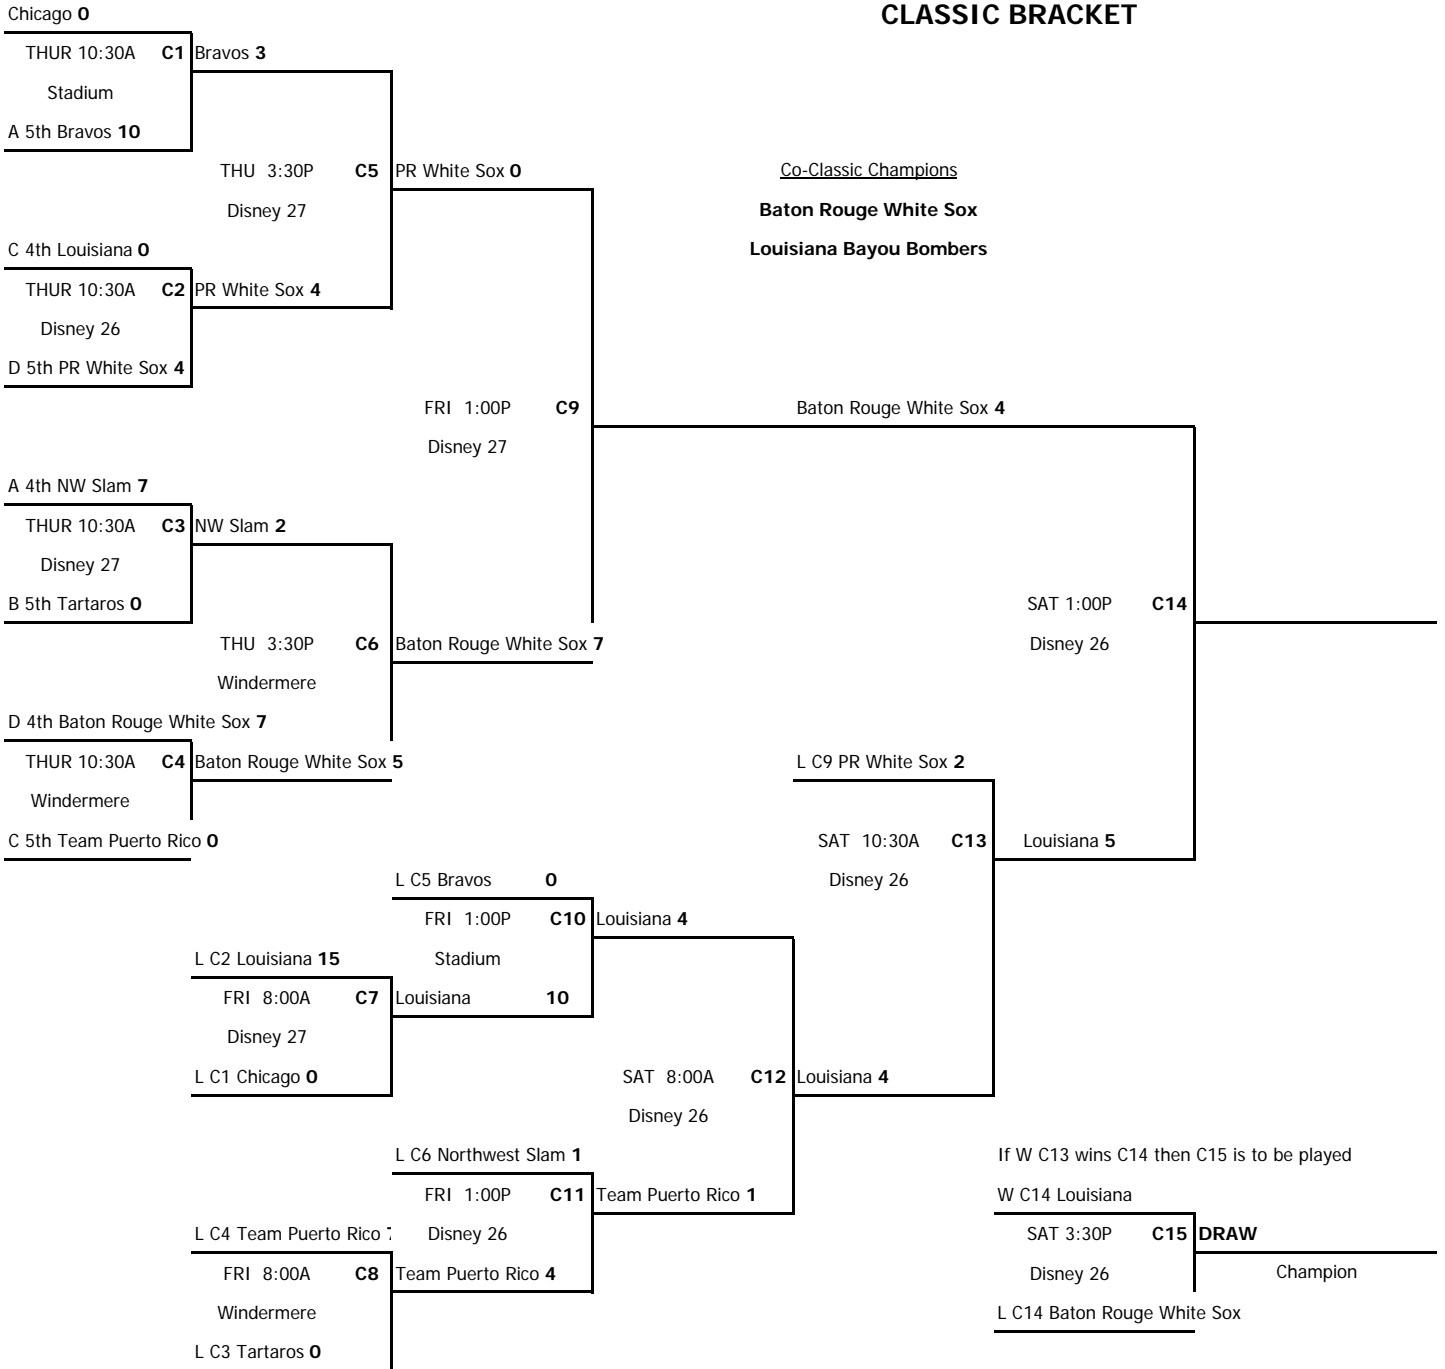 CLASSIC BRACKET
Chicago 0
THUR 10:30A C1 Bravos 3
Stadium
A 5th Bravos 10
THU 3:30P C5 PR White Sox 0
Co-Classic Champions
Disney 27
Baton Rouge White Sox
C 4th Louisiana 0
Louisiana Bayou Bombers
THUR 10:30A C2 PR White Sox 4
Disney 26
D 5th PR White Sox 4
FRI 1:00P C9
Baton Rouge White Sox 4
Disney 27
A 4th NW Slam 7
THUR 10:30A C3 NW Slam 2
Disney 27
B 5th Tartaros 0
SAT 1:00P C14
THU 3:30P C6 Baton Rouge White Sox 7
Disney 26
Windermere
D 4th Baton Rouge White Sox 7
THUR 10:30A C4 Baton Rouge White Sox 5
L C9 PR White Sox 2
Windermere
C 5th Team Puerto Rico 0
SAT 10:30A C13 Louisiana 5
L C5 Bravos 0
Disney 26
FRI 1:00P C10 Louisiana 4
L C2 Louisiana 15
Stadium
FRI 8:00A C7 Louisiana 10
Disney 27
L C1 Chicago 0
SAT 8:00A C12 Louisiana 4
Disney 26
L C6 Northwest Slam 1
If W C13 wins C14 then C15 is to be played
FRI 1:00P C11 Team Puerto Rico 1
W C14 Louisiana
L C4 Team Puerto Rico
Disney 26
SAT 3:30P C15 DRAW
FRI 8:00A C8 Team Puerto Rico 4
Disney 26
Champion
Windermere
L C14 Baton Rouge White Sox
L C3 Tartaros 0